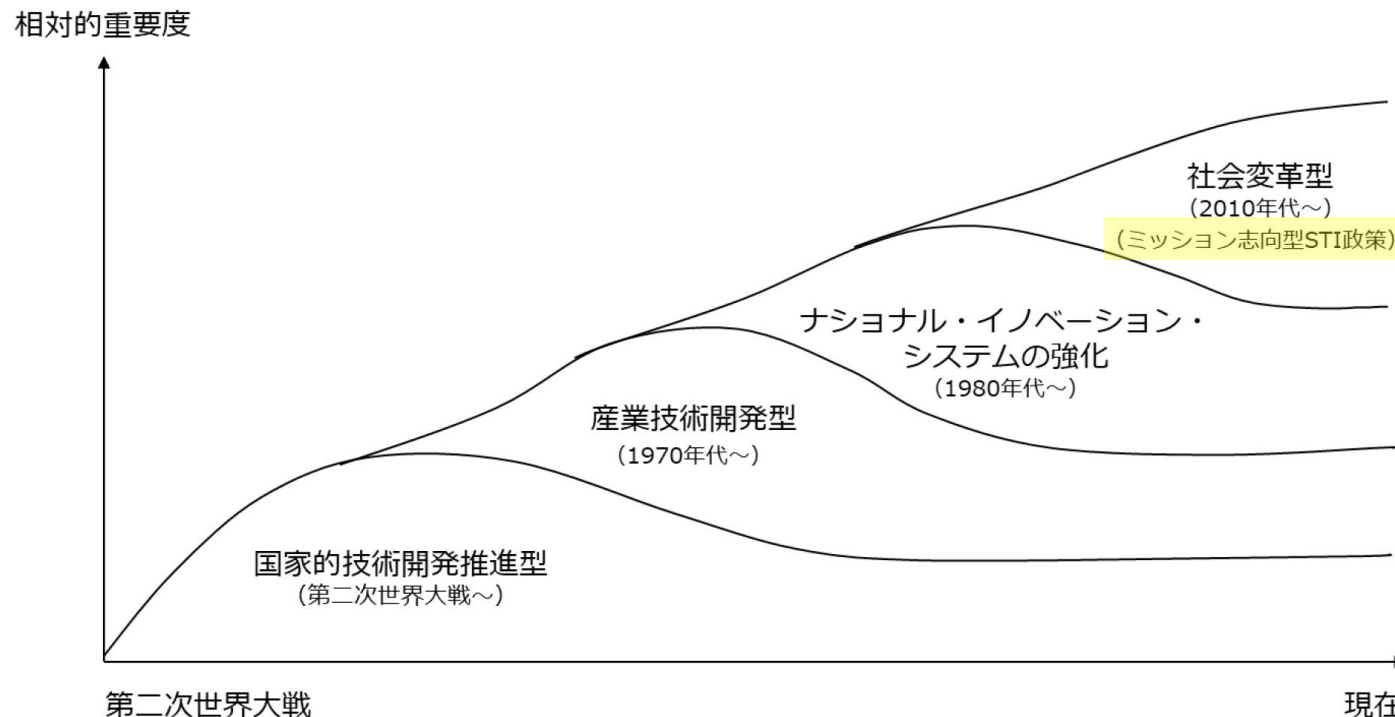 相対的重要度
社会変革型
(2010年代～)
(ミッション志向型STI政策)
ナショナル・イノベーション・
システムの強化
(1980年代～)
産業技術開発型
(1970年代～)
国家的技術開発推進型
(第二次世界大戦～)
第二次世界大戦
現在